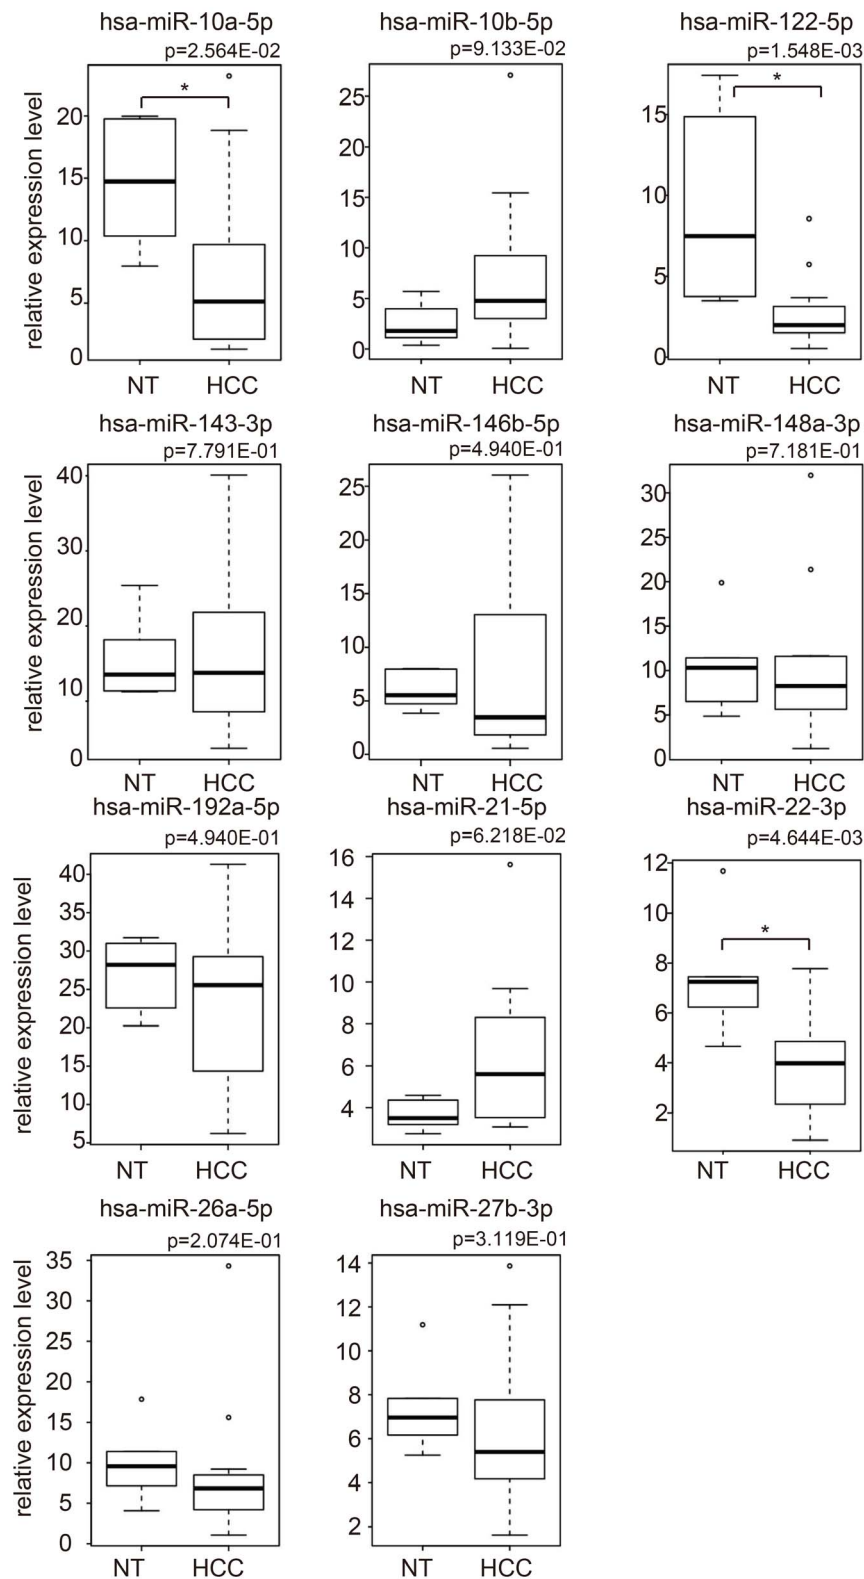 hsa-miR-10a-5p
p=2.564E-02
relative expression level
20
15
10
5
0
*
NT HCC
hsa-miR-10b-5p
p=9.133E-02
25
20
15
10
5
0
NT HCC
hsa-miR-122-5p
p=1.548E-03
15
10
5
0
*
NT HCC
hsa-miR-143-3p
p=7.791E-01
relative expression level
40
30
20
10
0
NT HCC
hsa-miR-146b-5p
p=4.940E-01
25
20
15
10
5
0
NT HCC
hsa-miR-148a-3p
p=7.181E-01
30
25
20
15
10
5
0
NT HCC
hsa-miR-192a-5p
p=4.940E-01
relative expression level
40
35
30
25
20
15
10
5
NT HCC
hsa-miR-21-5p
p=6.218E-02
16
14
12
10
8
6
4
NT HCC
hsa-miR-22-3p
p=4.644E-03
12
10
8
6
4
2
*
NT HCC
hsa-miR-26a-5p
p=2.074E-01
relative expression level
35
30
25
20
15
10
5
0
NT HCC
hsa-miR-27b-3p
p=3.119E-01
14
12
10
8
6
4
2
NT HCC